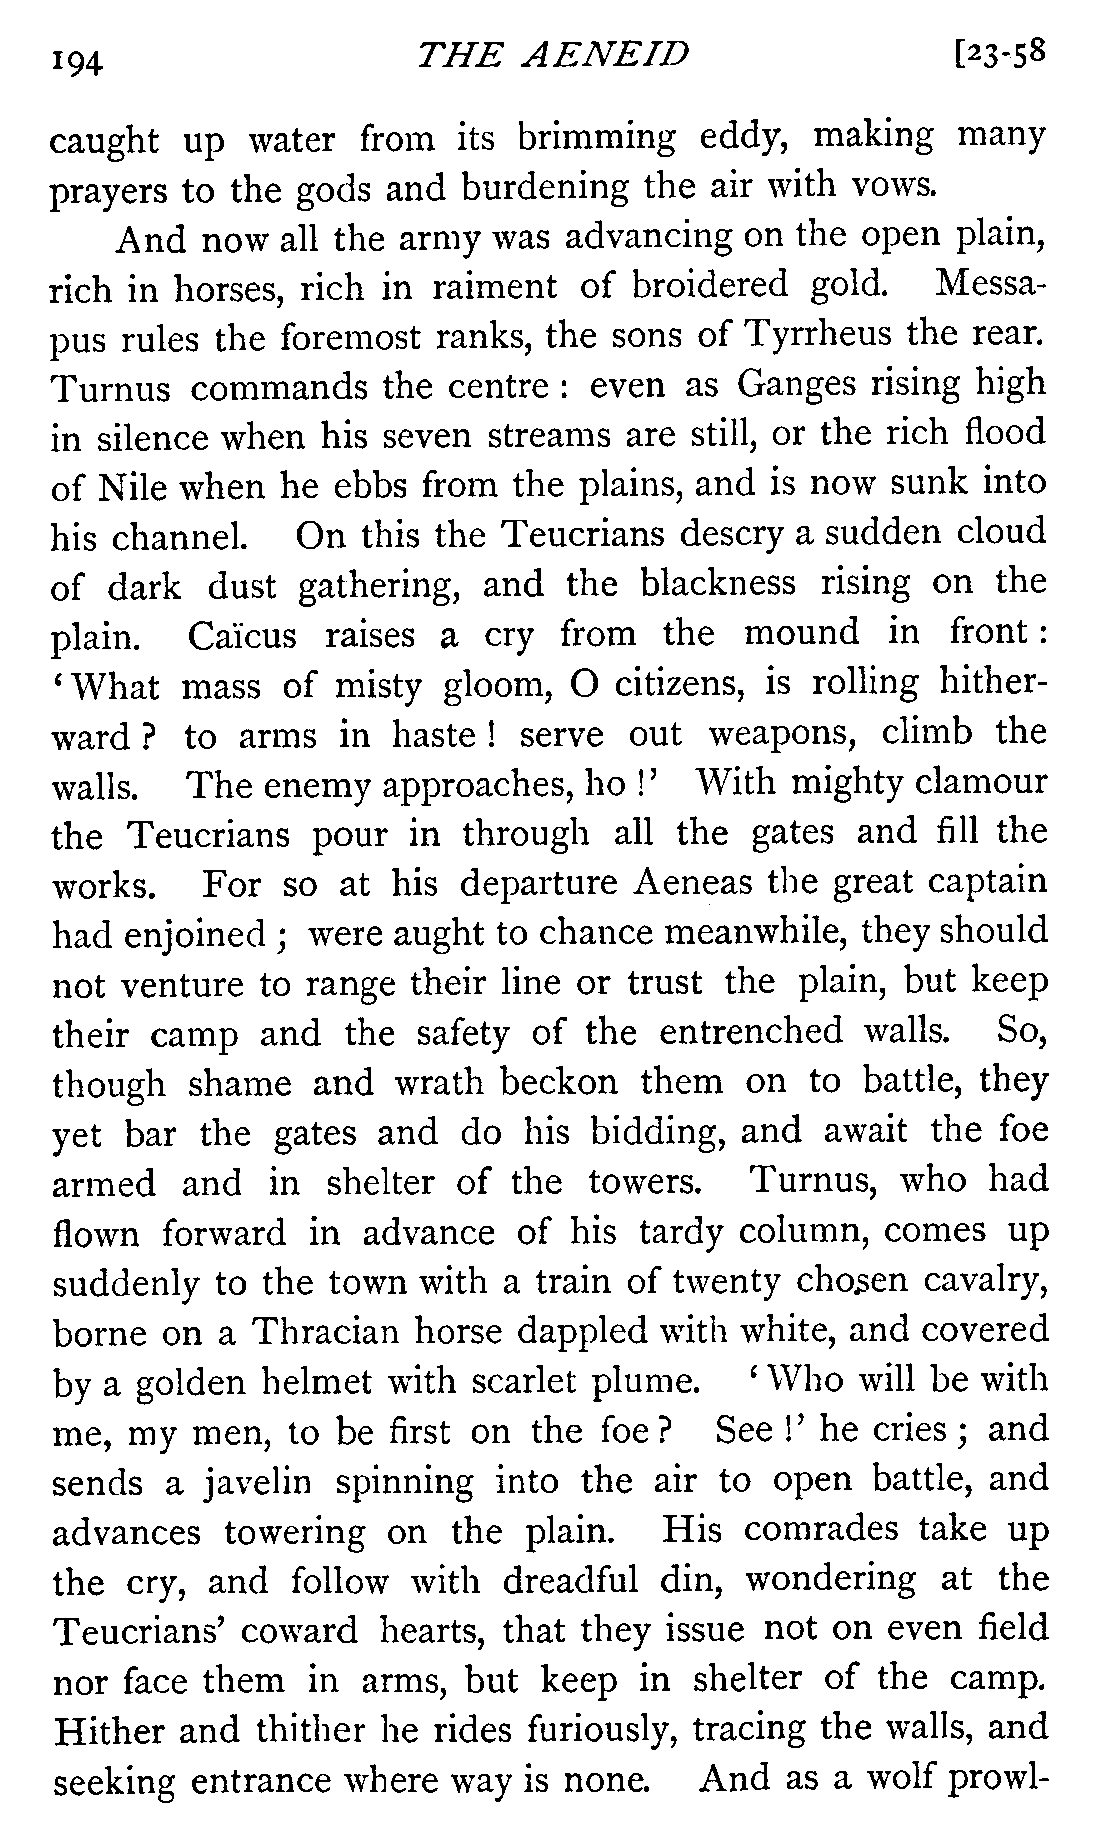 194 THE AENEID [23-58
caught up water from its brimming eddy, making many
prayers to the gods and burdening the air with vows.
And now all the army was advancing on the open plain,
rich in horses, rich in raiment of broidered gold. Messa-
pus rules the foremost ranks, the sons of Tyrrheus the rear.
Turnus commands the centre : even as Ganges rising high
in silence when his seven streams are still, or the rich flood
of Nile when he ebbs from the plains, and is now sunk into
his channel. On this the Teucrians descry a sudden cloud
of dark dust gathering, and the blackness rising on the
plain. Caïcus raises a cry from the mound in front :
‘ What mass of misty gloom, O citizens, is rolling hither-
ward ? to arms in haste ! serve out weapons, climb the
walls. The enemy approaches, ho !’ With mighty clamour
the Teucrians pour in through all the gates and fill the
works. For so at his departure Aeneas the great captain
had enjoined ; were aught to chance meanwhile, they should
not venture to range their line or trust the plain, but keep
their camp and the safety of the entrenched walls. So,
though shame and wrath beckon them on to battle, they
yet bar the gates and do his bidding, and await the foe
armed and in shelter of the towers. Turnus, who had
flown forward in advance of his tardy column, comes up
suddenly to the town with a train of twenty chosen cavalry,
borne on a Thracian horse dappled with white, and covered
by a golden helmet with scarlet plume. ‘ Who will be with
me, my men, to be first on the foe ? See !’ he cries ; and
sends a javelin spinning into the air to open battle, and
advances towering on the plain. His comrades take up
the cry, and follow with dreadful din, wondering at the
Teucrians’ coward hearts, that they issue not on even field
nor face them in arms, but keep in shelter of the camp.
Hither and thither he rides furiously, tracing the walls, and
seeking entrance where way is none. And as a wolf prowl-